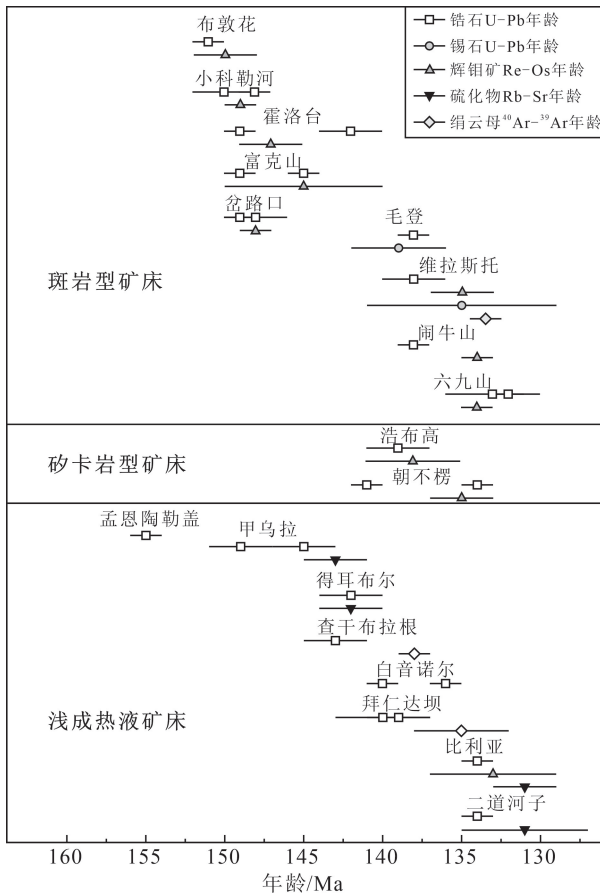 布敦花
锆石U-Pb年龄
锡石U-Pb年龄
辉钼矿Re-Os年龄
硫化物Rb-Sr年龄
绢云母⁴⁰Ar-³⁹Ar年龄
小科勒河
霍洛台
富克山
岔路口
毛登
维拉斯托
斑岩型矿床
闹牛山
六九山
浩布高
矽卡岩型矿床
朝不楞
孟恩陶勒盖
甲乌拉
得耳布尔
查干布拉根
白音诺尔
拜仁达坝
浅成热液矿床
比利亚
二道河子
160 155 150 145 140 135 130
年龄/Ma